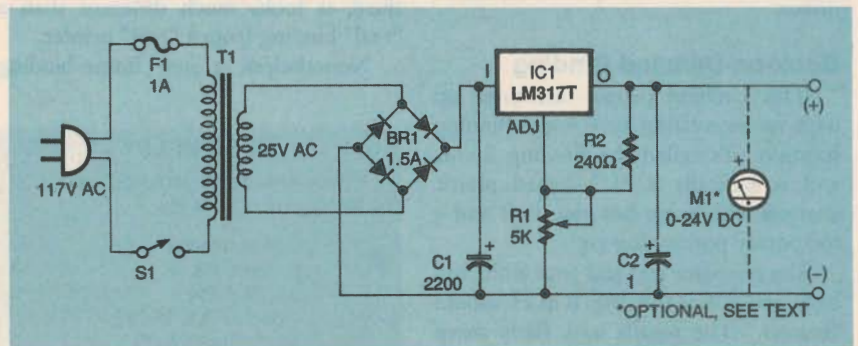 F1
1A
T1
117V AC
S1
25V AC
BR1
1.5A
I
IC1
LM317T
O
ADJ
R2
240Ω
R1
5K
C1
2200
+
C2
1
+
M1*
0-24V DC
+
(+)
(−)
*OPTIONAL, SEE TEXT